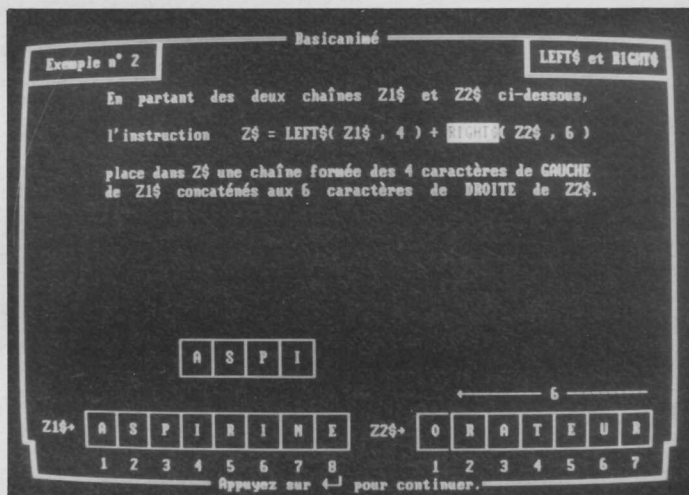 Basicanimé
Exemple n° 2
LEFT$ et RIGHT$
En partant des deux chaînes Z1$ et Z2$ ci-dessous,
l'instruction Z$ = LEFT$( Z1$ , 4 ) + RIGHT$( Z2$ , 6 )
place dans Z$ une chaîne formée des 4 caractères de GAUCHE
de Z1$ concaténés aux 6 caractères de DROITE de Z2$.
A S P I
6
Z1$→ A S P I R I N E Z2$→ O R A T E U R
1 2 3 4 5 6 7 8 1 2 3 4 5 6 7
Appuyez sur ↵ pour continuer.